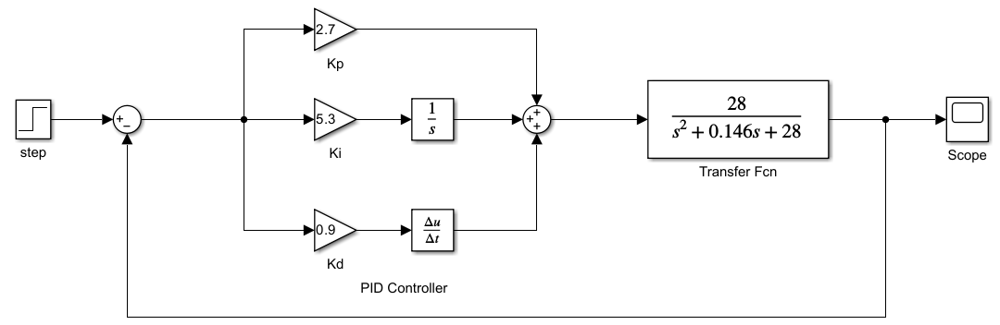 2.7
Kp
step
+
−
5.3
Ki
1
s
+
+
+
28
s² + 0.146s + 28
Transfer Fcn
Scope
0.9
Kd
Δu
Δt
PID Controller